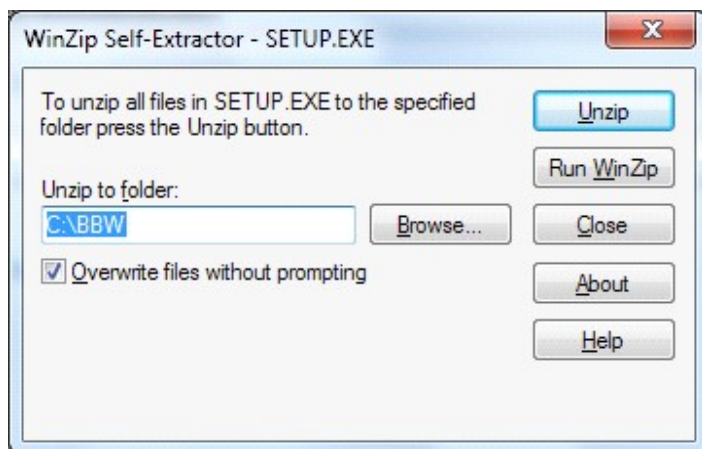 WinZip Self-Extractor - SETUP.EXE
X
To unzip all files in SETUP.EXE to the specified
folder press the Unzip button.
Unzip
Run WinZip
Unzip to folder:
C:\BBW
Browse...
Close
Overwrite files without prompting
About
Help